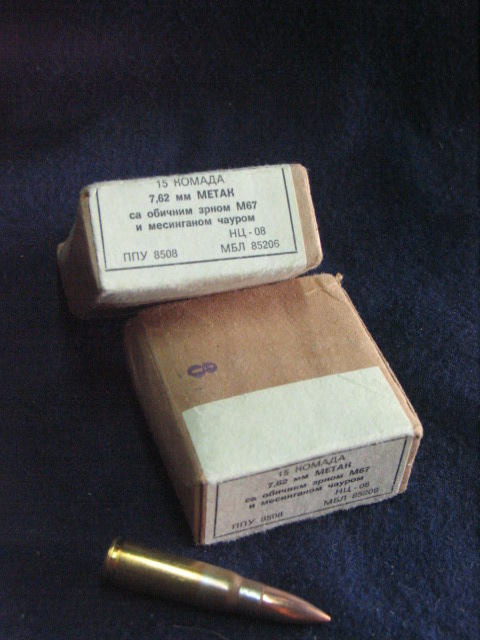 15 КОМАДА
7,62 мм МЕТАК
са обичним зрном М67
и месинганом чауром
НЦ-08
ППУ 8508 МБЛ 85206
8
15 КОМАДА
7,62 мм МЕТАК
са обичним зрном М67
и месинганом чауром
НЦ-08
ППУ 8508 МБЛ 85206